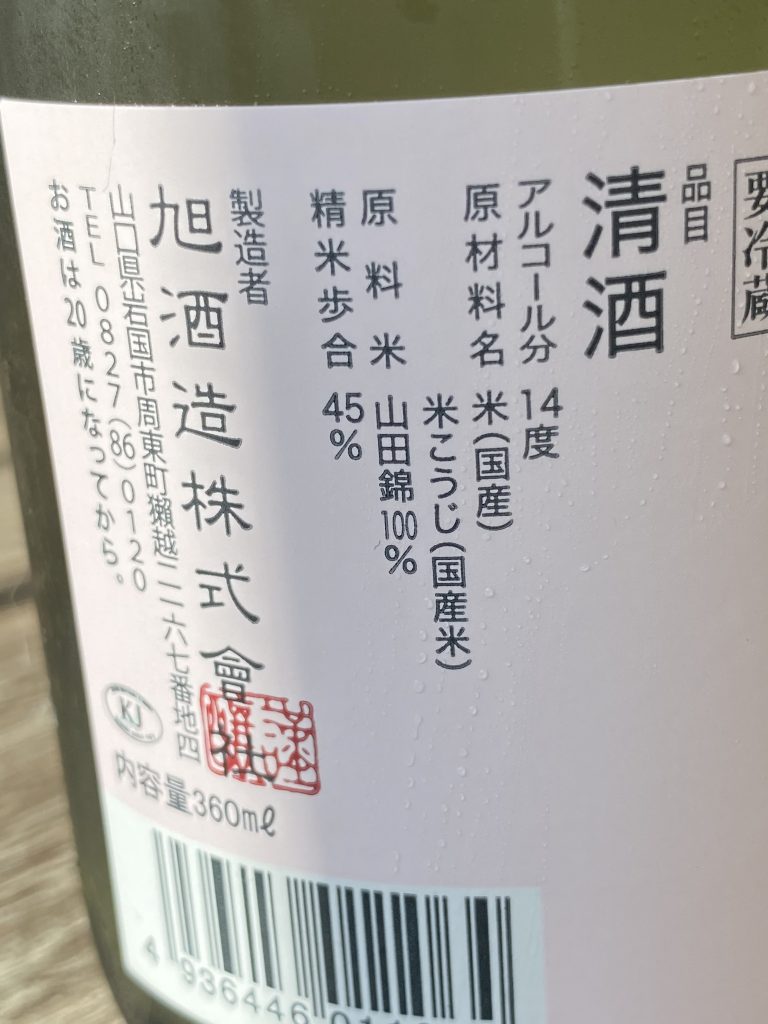 要冷蔵
品目
清酒
アルコール分 14度
原材料名 米(国産)
米こうじ(国産米)
原料米 山田錦100%
精米歩合 45%
製造者
旭酒造株式會社
山口県岩国市周東町獺越二一六七番地四
TEL 0827(86)0120
お酒は20歳になってから。
KJ
内容量360mℓ
4 936446